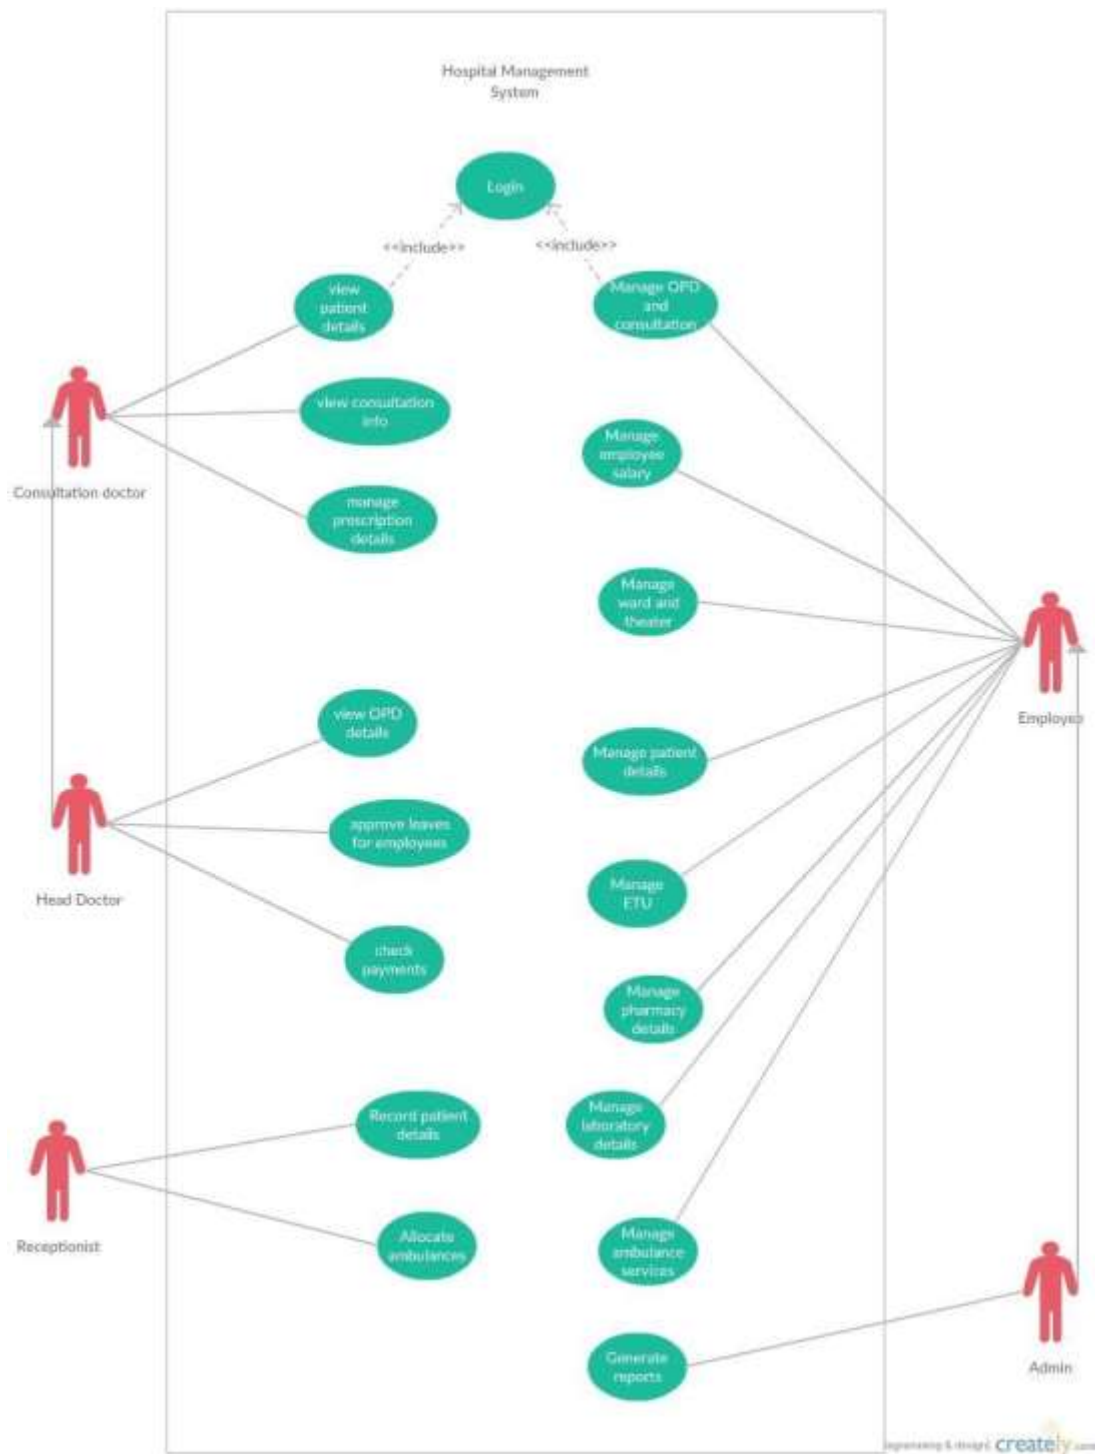 Hospital Management
System
Login
<<include>>
<<include>>
view
patient
details
Manage OPD
and
consultation
view consultation
info
Manage
employee
salary
Consultation doctor
manage
prescription
details
Manage
ward and
theater
Employee
view OPD
details
Manage patient
details
approve leaves
for employees
Head Doctor
Manage
ETU
check
payments
Manage
pharmacy
details
Record patient
details
Manage
laboratory
details
Receptionist
Allocate
ambulances
Manage
ambulance
services
Generate
reports
Admin
creately.com